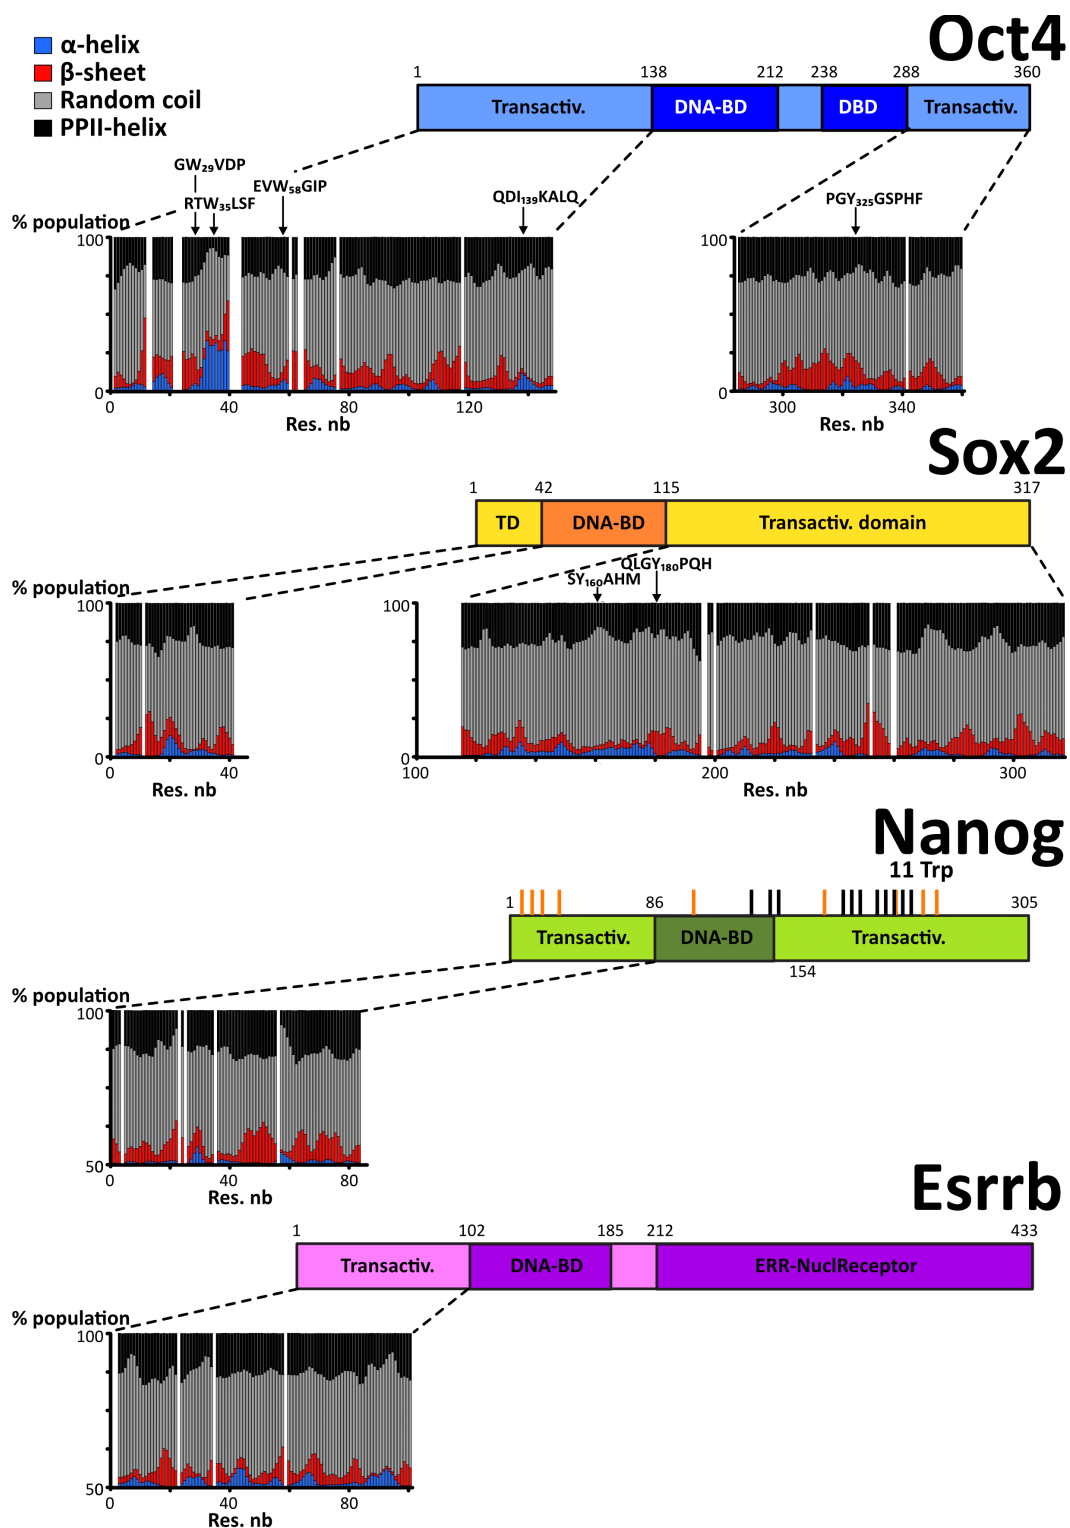 Oct4
α-helix
β-sheet
Random coil
PPII-helix
1 138 212 238 288 360
Transactiv. DNA-BD DBD Transactiv.
GW₂₉VDP
RTW₃₅LSF
EVW₅₈GIP
QDI₁₃₉KALQ
PGY₃₂₅GSPHF
% population
100 100
0 0
0 40 80 120 300 340
Res. nb Res. nb
Sox2
1 42 115 317
TD DNA-BD Transactiv. domain
QLGY₁₈₀PQH
SY₁₆₀AHM
% population
100 100
0 0
0 40 100 200 300
Res. nb Res. nb
Nanog
11 Trp
1 86 305
Transactiv. DNA-BD Transactiv.
154
% population
100
50
0 40 80
Res. nb
Esrrb
1 102 185 212 433
Transactiv. DNA-BD ERR-NuclReceptor
% population
100
50
0 40 80
Res. nb